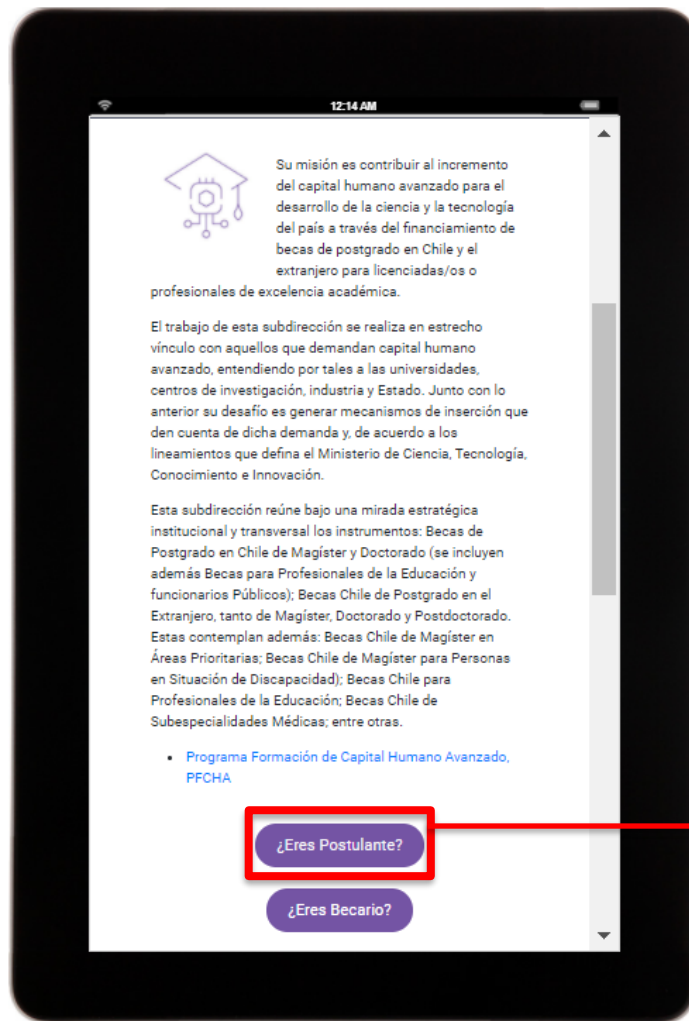 12:14 AM
Su misión es contribuir al incremento
del capital humano avanzado para el
desarrollo de la ciencia y la tecnología
del país a través del financiamiento de
becas de postgrado en Chile y el
extranjero para licenciadas/os o
profesionales de excelencia académica.
El trabajo de esta subdirección se realiza en estrecho
vínculo con aquellos que demandan capital humano
avanzado, entendiendo por tales a las universidades,
centros de investigación, industria y Estado. Junto con lo
anterior su desafío es generar mecanismos de inserción que
den cuenta de dicha demanda y, de acuerdo a los
lineamientos que defina el Ministerio de Ciencia, Tecnología,
Conocimiento e Innovación.
Esta subdirección reúne bajo una mirada estratégica
institucional y transversal los instrumentos: Becas de
Postgrado en Chile de Magíster y Doctorado (se incluyen
además Becas para Profesionales de la Educación y
funcionarios Públicos); Becas Chile de Postgrado en el
Extranjero, tanto de Magíster, Doctorado y Postdoctorado.
Estas contemplan además: Becas Chile de Magíster en
Áreas Prioritarias; Becas Chile de Magíster para Personas
en Situación de Discapacidad); Becas Chile para
Profesionales de la Educación; Becas Chile de
Subespecialidades Médicas; entre otras.
• Programa Formación de Capital Humano Avanzado,
PFCHA
¿Eres Postulante?
¿Eres Becario?